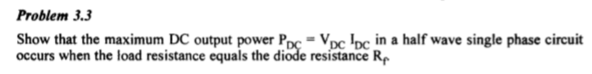 Problem 3.3
Show that the maximum DC output power P_DC = V_DC I_DC in a half wave single phase circuit
occurs when the load resistance equals the diode resistance R_f.